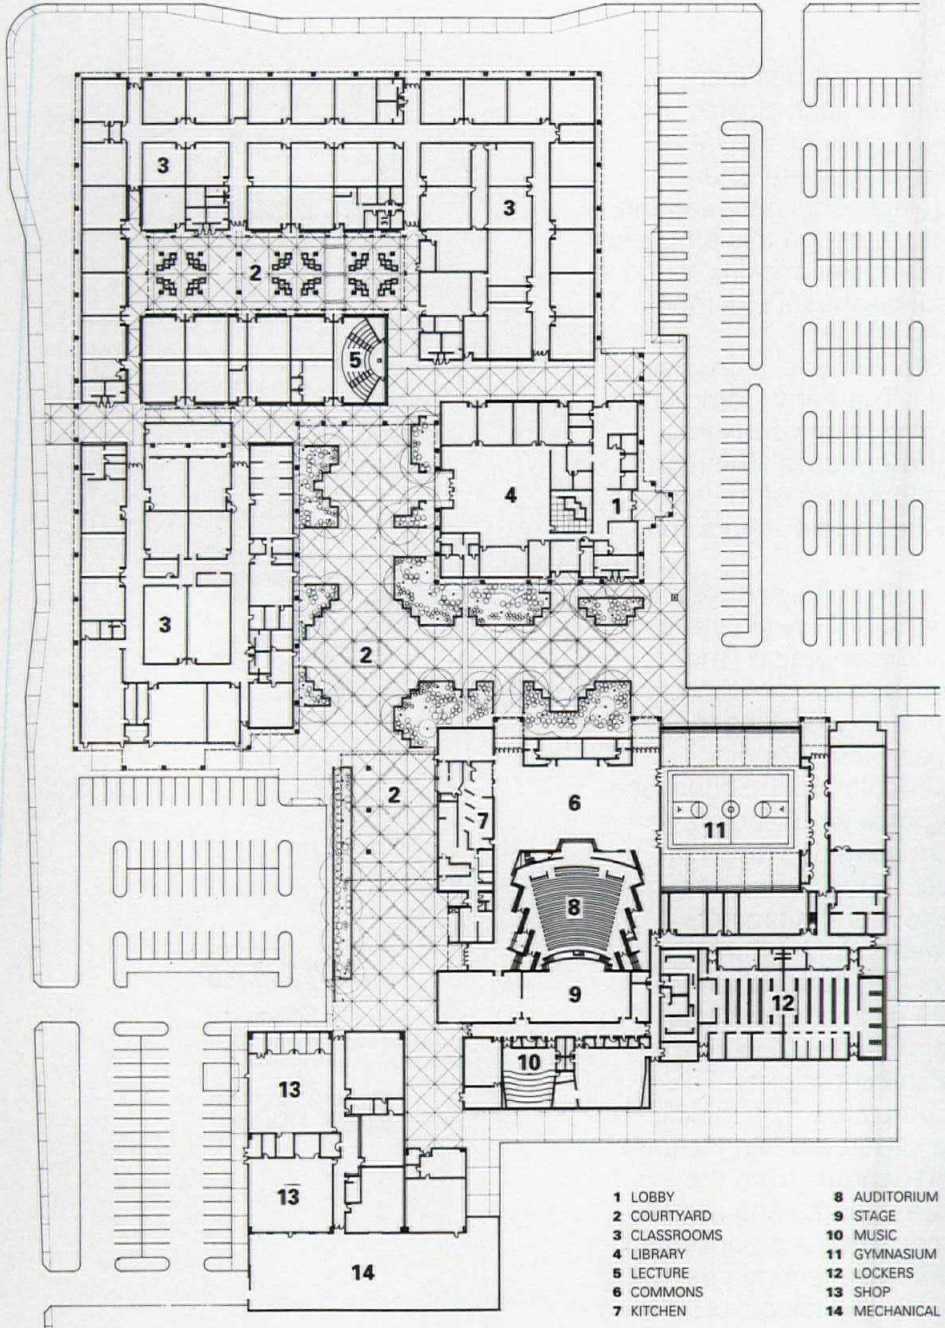 3
3
2
5
4
1
3
2
2
6
7
11
8
9
12
10
13
13
14
1 LOBBY
2 COURTYARD
3 CLASSROOMS
4 LIBRARY
5 LECTURE
6 COMMONS
7 KITCHEN
8 AUDITORIUM
9 STAGE
10 MUSIC
11 GYMNASIUM
12 LOCKERS
13 SHOP
14 MECHANICAL